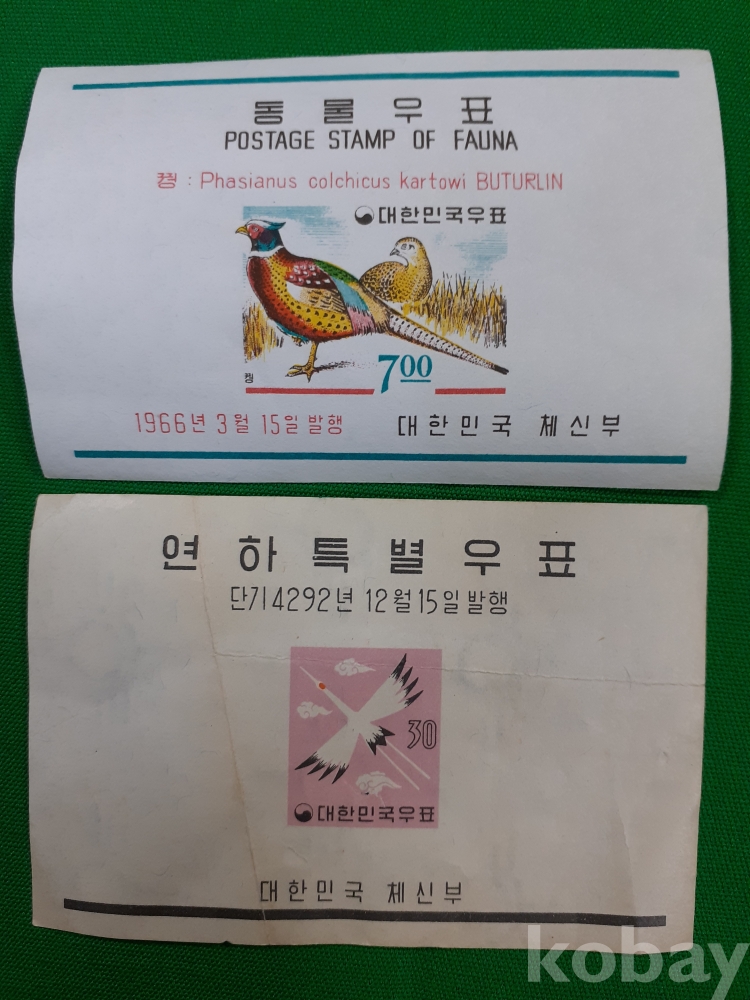 동물우표
POSTAGE STAMP OF FAUNA
꿩 : Phasianus colchicus kartowi BUTURLIN
대한민국우표
꿩
7.00
1966년 3월 15일 발행 대한민국 체신부
연하특별우표
단기4292년 12월15일발행
30
대한민국우표
대한민국 체신부
kobay